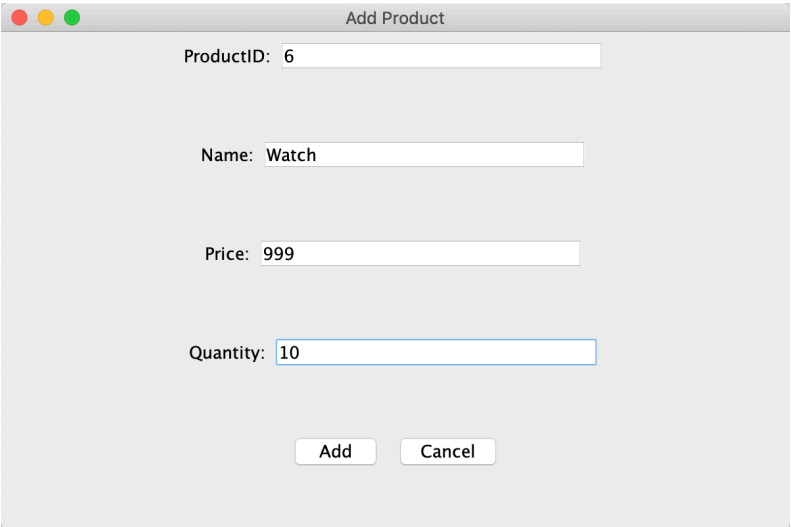 Add Product
ProductID: 6
Name: Watch
Price: 999
Quantity: 10
Add Cancel